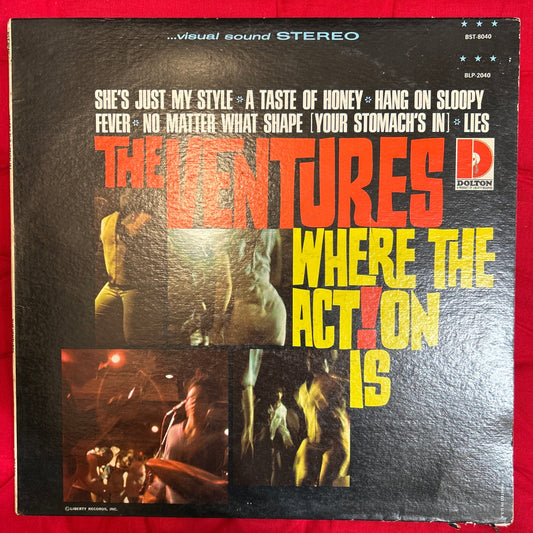 ...visual sound STEREO
★ ★ ★
BST-8040
★ ★ ★
BLP-2040
SHE'S JUST MY STYLE * A TASTE OF HONEY * HANG ON SLOOPY
FEVER * NO MATTER WHAT SHAPE [YOUR STOMACH'S IN] * LIES
THE VENTURES
D
DOLTON
WHERE THE
ACT!ON
IS
©LIBERTY RECORDS, INC.